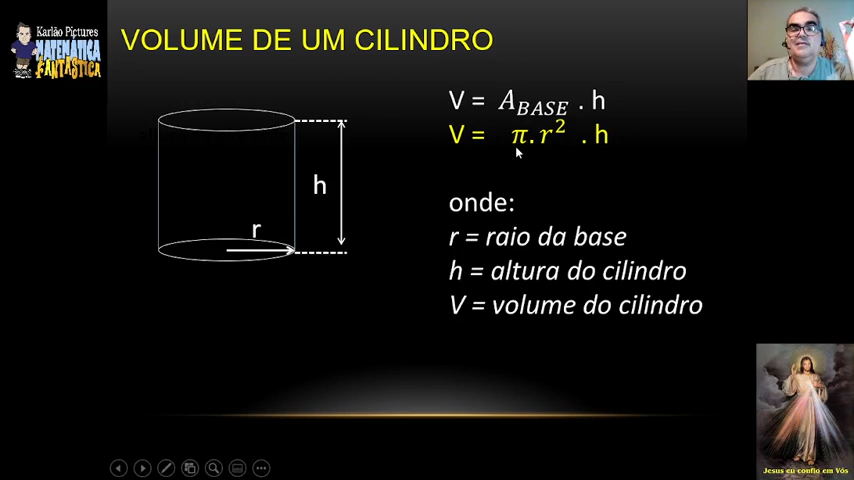 Karlão Pictures
MATEMÁTICA
FANTÁSTICA
VOLUME DE UM CILINDRO
V = A_BASE . h
V = π.r² . h
h
r
onde:
r = raio da base
h = altura do cilindro
V = volume do cilindro
Jesus eu confio em Vós